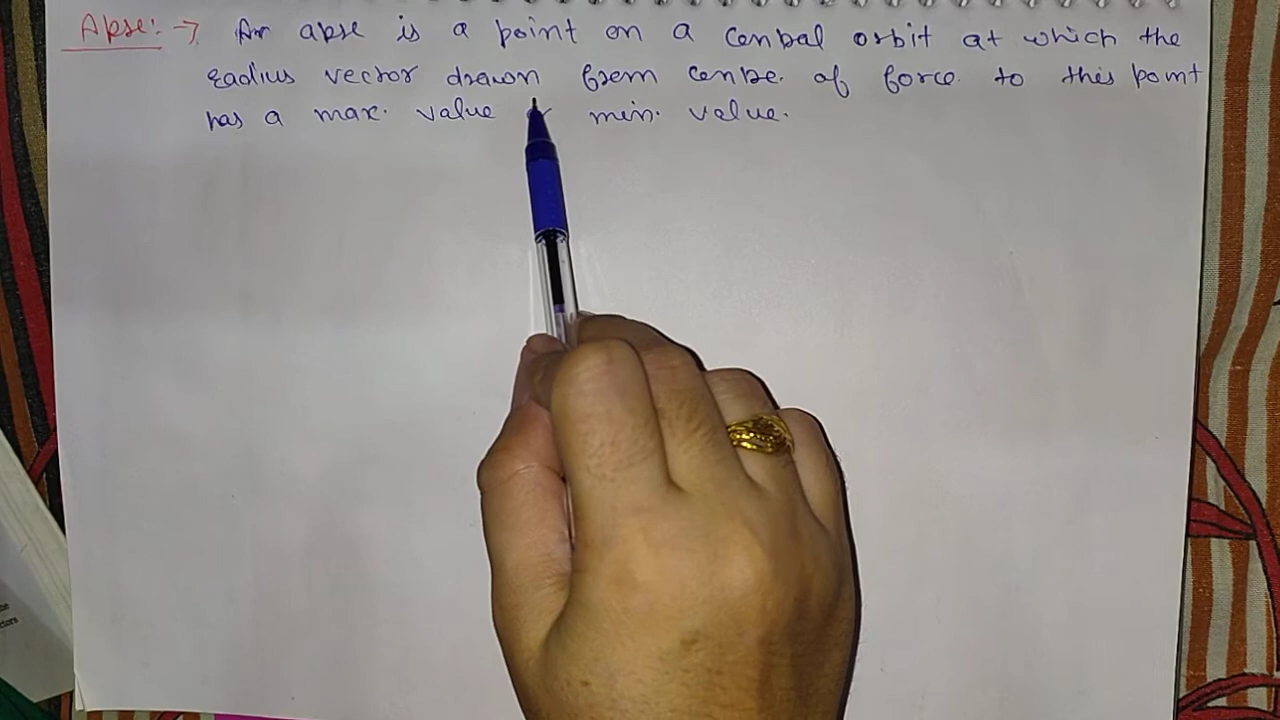 Apse:→ An apse is a point on a central orbit at which the
radius vector drawn from centre. of force. to this point
has a max. value or min. value.